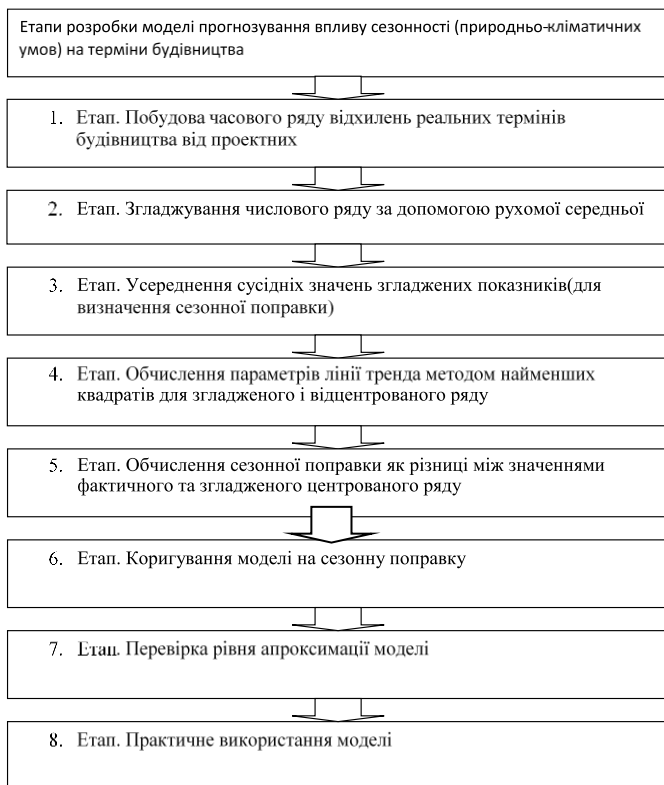 Етапи розробки моделі прогнозування впливу сезонності (природньо-кліматичних
умов) на терміни будівництва
1. Етап. Побудова часового ряду відхилень реальних термінів
будівництва від проектних
2. Етап. Згладжування числового ряду за допомогою рухомої середньої
3. Етап. Усереднення сусідніх значень згладжених показників(для
визначення сезонної поправки)
4. Етап. Обчислення параметрів лінії тренда методом найменших
квадратів для згладженого і відцентрованого ряду
5. Етап. Обчислення сезонної поправки як різниці між значеннями
фактичного та згладженого центрованого ряду
6. Етап. Коригування моделі на сезонну поправку
7. Етап. Перевірка рівня апроксимації моделі
8. Етап. Практичне використання моделі